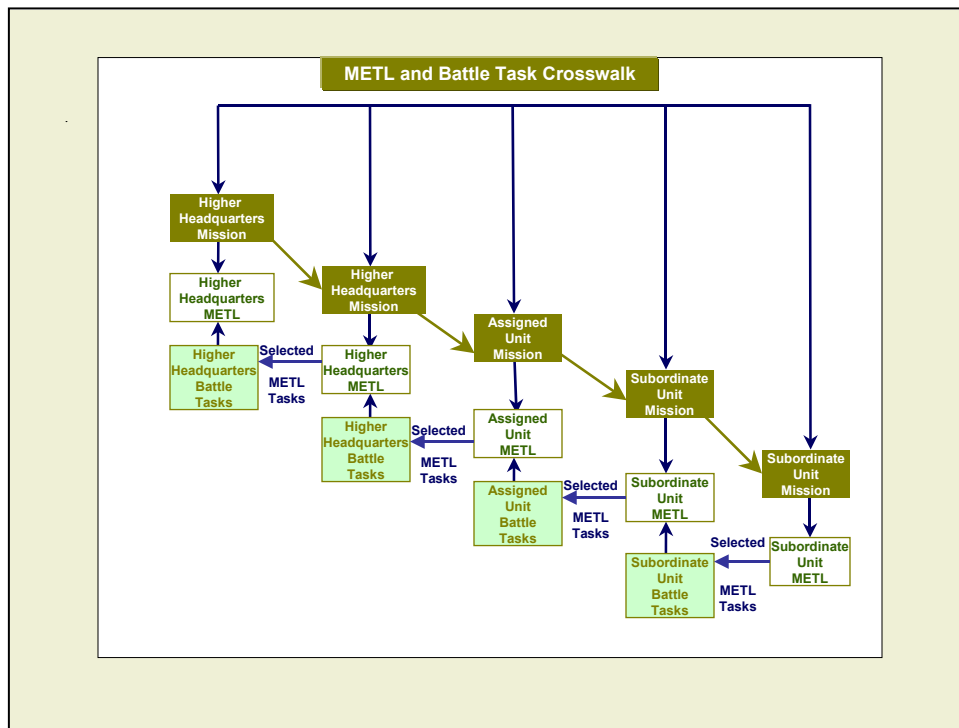 METL and Battle Task Crosswalk
Higher
Headquarters
Mission
Higher
Headquarters
METL
Higher
Headquarters
Battle
Tasks
Selected
METL
Tasks
Higher
Headquarters
Mission
Higher
Headquarters
METL
Higher
Headquarters
Battle
Tasks
Selected
METL
Tasks
Assigned
Unit
Mission
Assigned
Unit
METL
Assigned
Unit
Battle
Tasks
Selected
METL
Tasks
Subordinate
Unit
Mission
Subordinate
Unit
METL
Subordinate
Unit
Battle
Tasks
Selected
METL
Tasks
Subordinate
Unit
Mission
Subordinate
Unit
METL